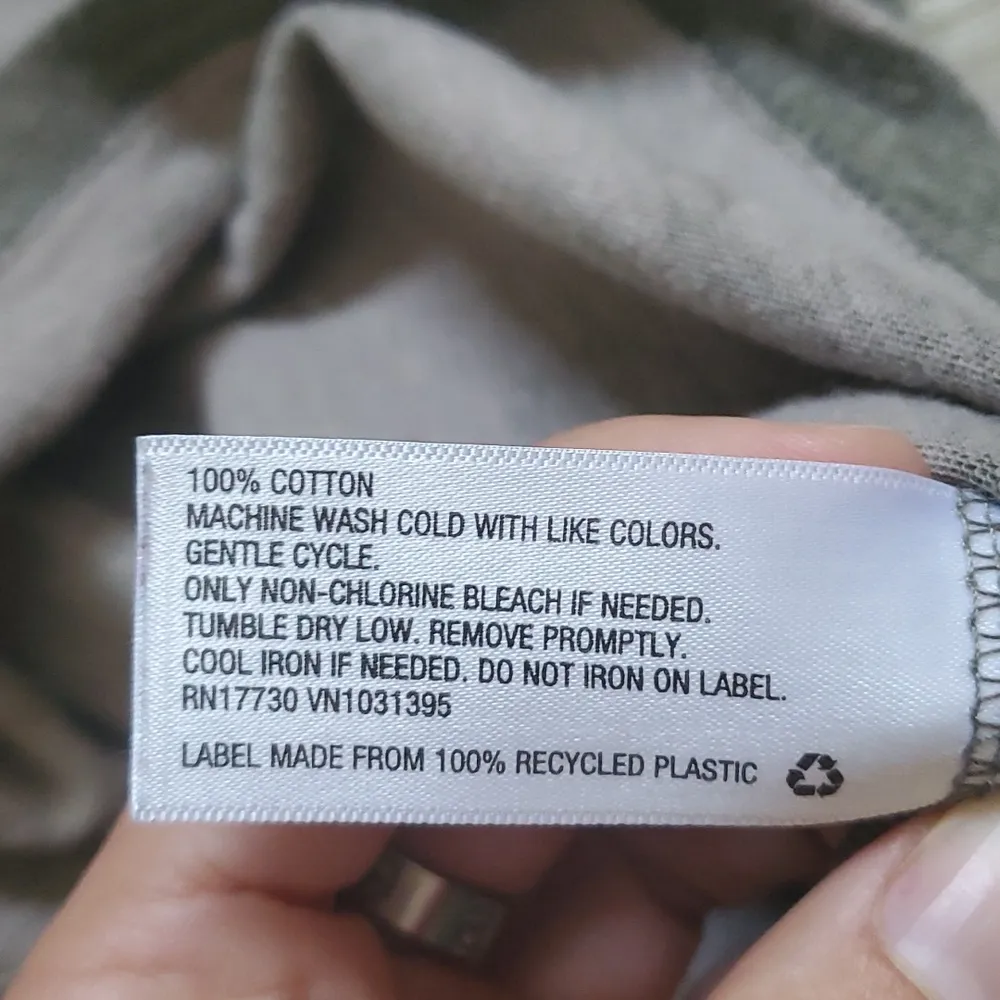 100% COTTON
MACHINE WASH COLD WITH LIKE COLORS.
GENTLE CYCLE.
ONLY NON-CHLORINE BLEACH IF NEEDED.
TUMBLE DRY LOW. REMOVE PROMPTLY.
COOL IRON IF NEEDED. DO NOT IRON ON LABEL.
RN17730 VN1031395
LABEL MADE FROM 100% RECYCLED PLASTIC